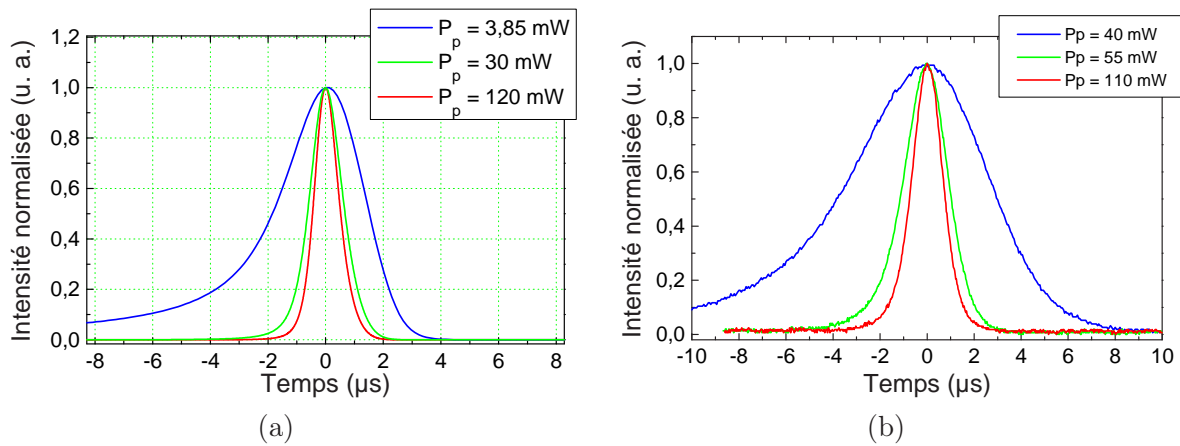 P_p = 3,85 mW
P_p = 30 mW
P_p = 120 mW
Intensité normalisée (u. a.)
1,2
1,0
0,8
0,6
0,4
0,2
0,0
-8 -6 -4 -2 0 2 4 6 8
Temps (µs)
(a)
Pp = 40 mW
Pp = 55 mW
Pp = 110 mW
Intensité normalisée (u. a.)
1,0
0,8
0,6
0,4
0,2
0,0
-10 -8 -6 -4 -2 0 2 4 6 8 10
Temps (µs)
(b)